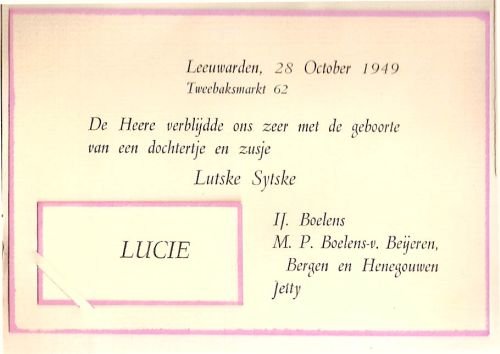 Leeuwarden, 28 October 1949
Tweebaksmarkt 62
De Heere verblijdde ons zeer met de geboorte
van een dochtertje en zusje
Lutske Sytske
LUCIE
IJ. Boelens
M. P. Boelens-v. Beijeren,
Bergen en Henegouwen
Jetty